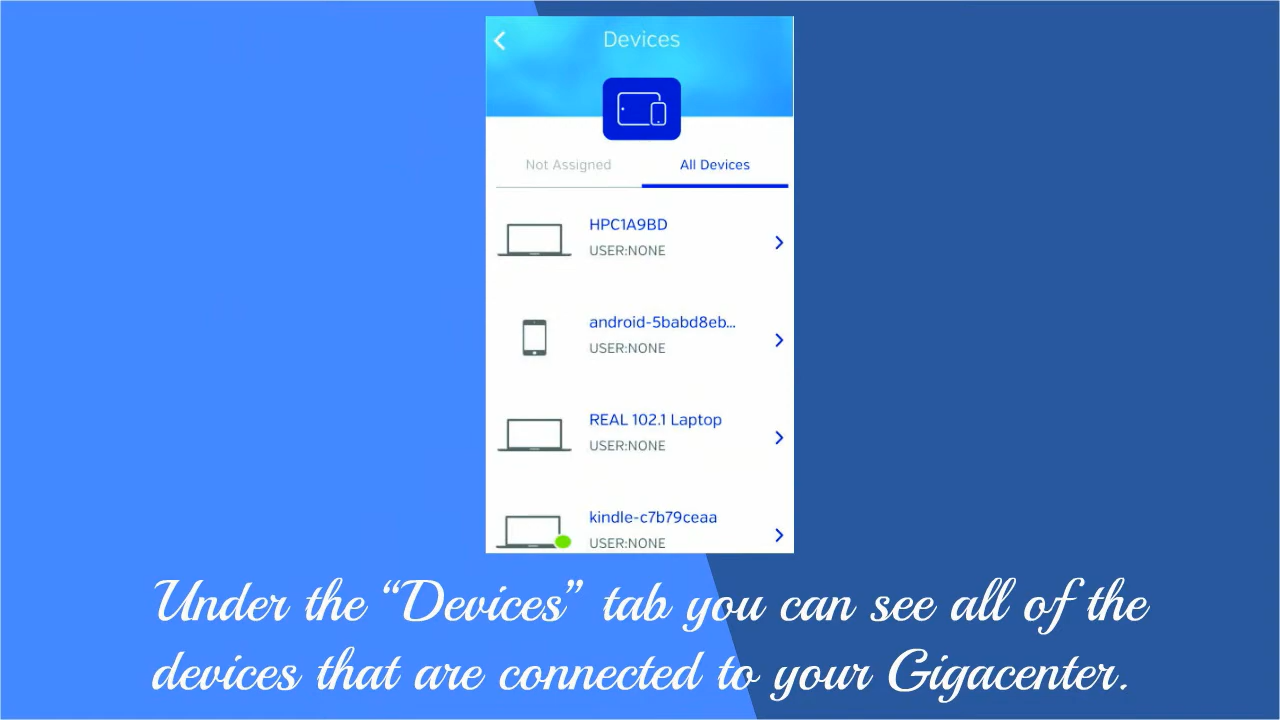 Devices
Not Assigned
All Devices
HPC1A9BD
USER:NONE
android-5babd8eb...
USER:NONE
REAL 102.1 Laptop
USER:NONE
kindle-c7b79ceaa
USER:NONE
Under the “Devices” tab you can see all of the
devices that are connected to your Gigacenter.